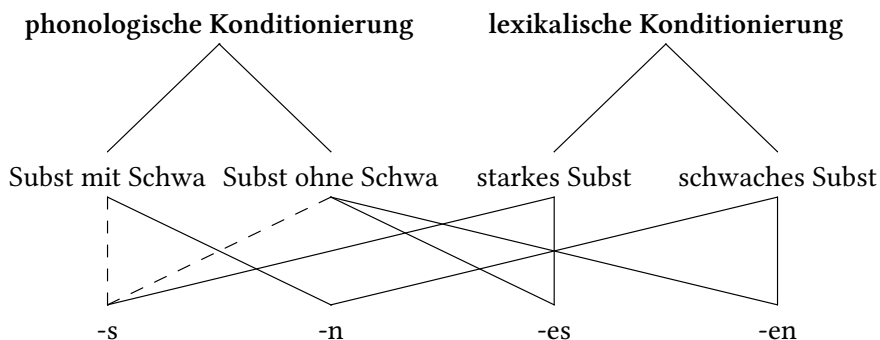 phonologische Konditionierung lexikalische Konditionierung
Subst mit Schwa Subst ohne Schwa starkes Subst schwaches Subst
-s -n -es -en